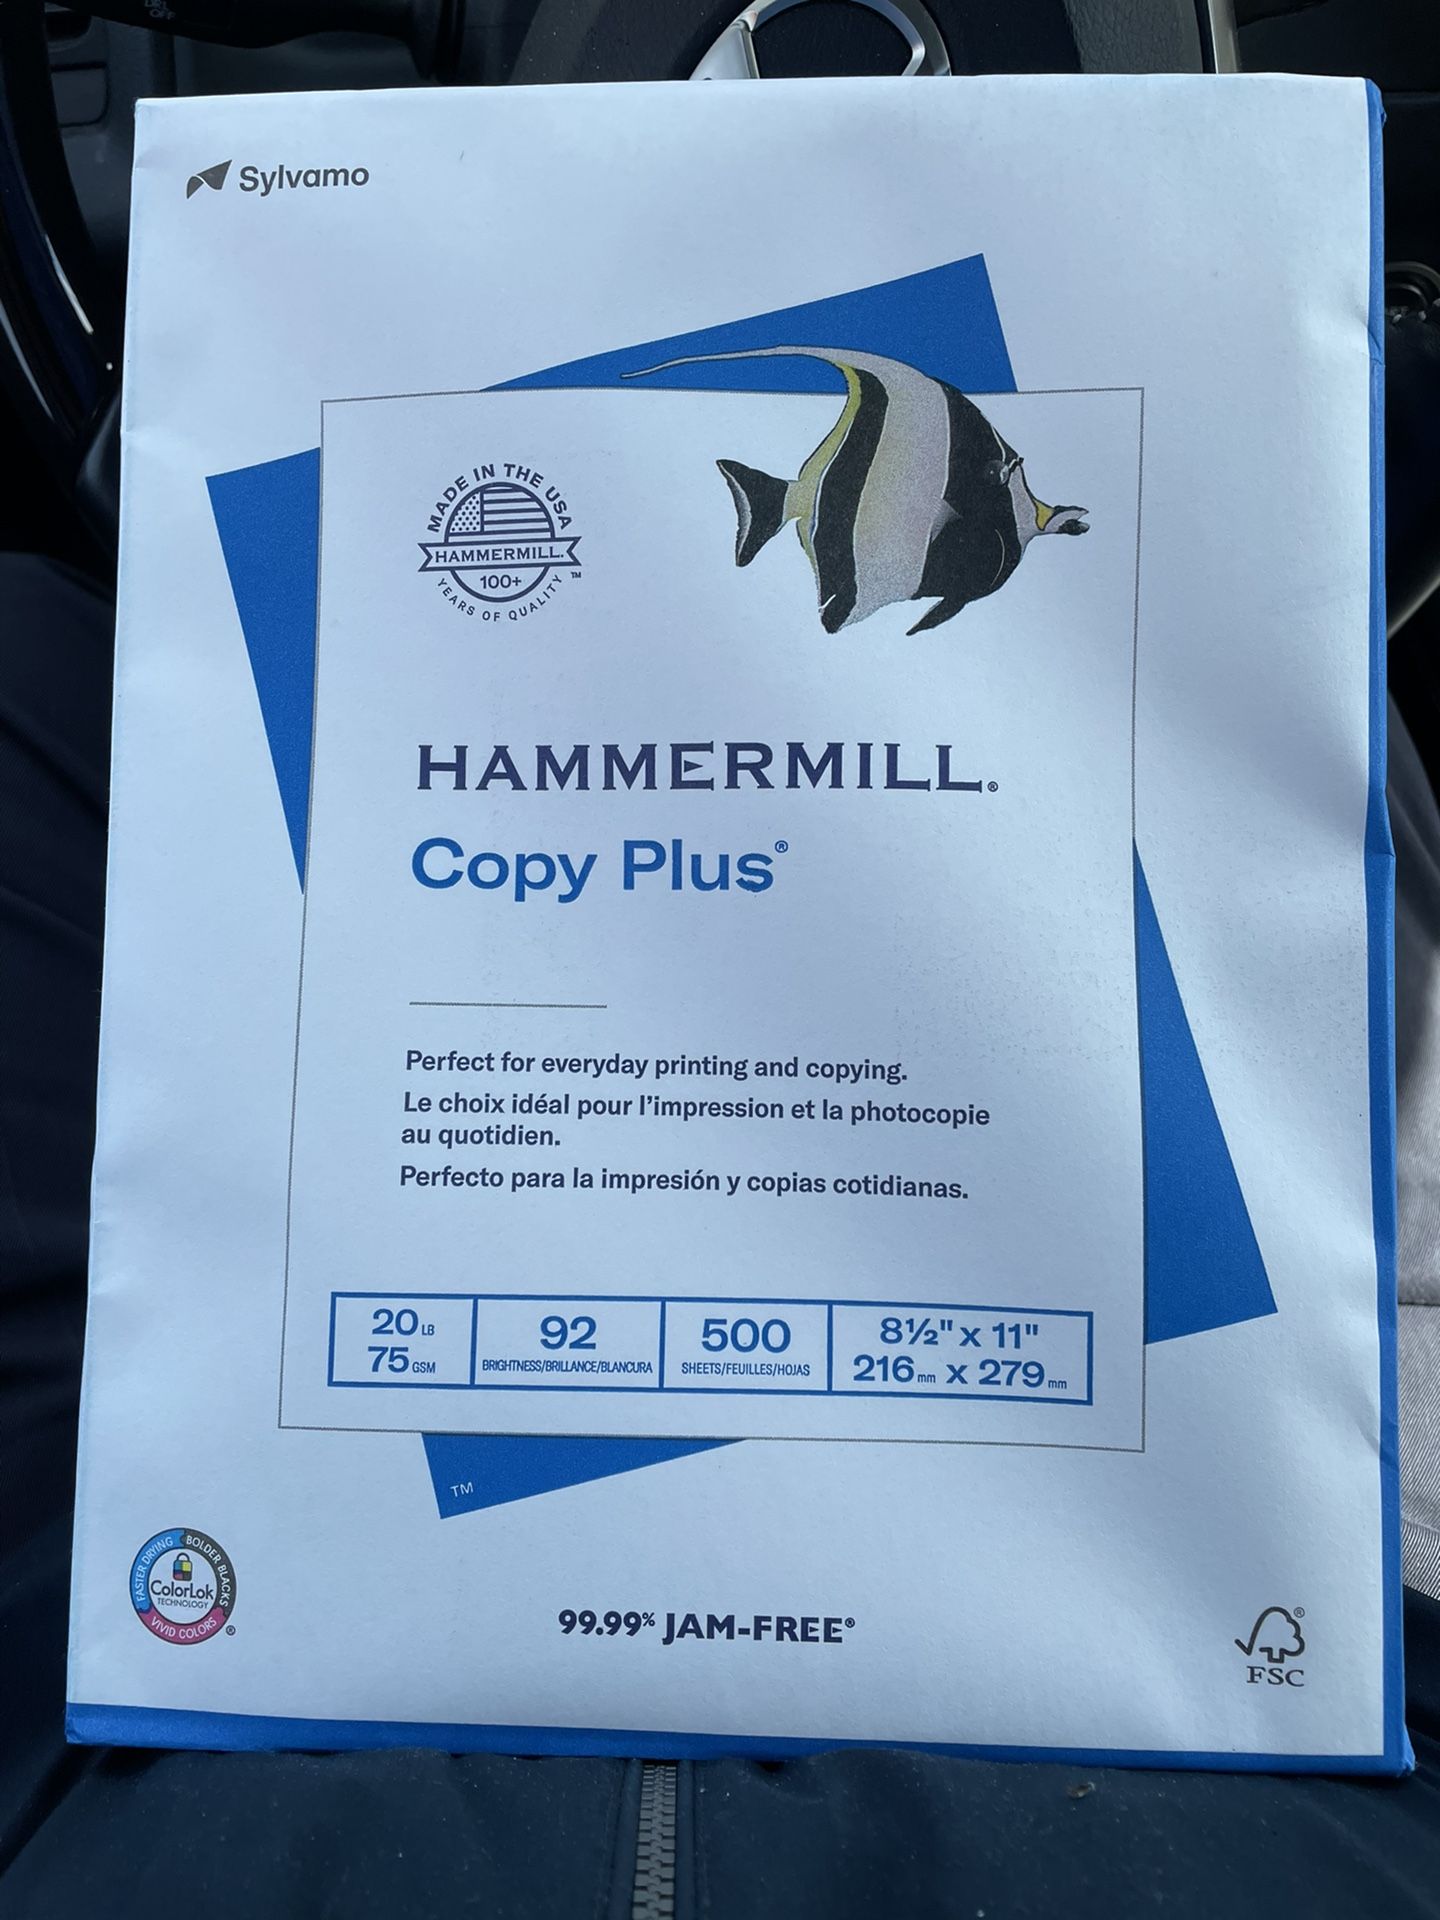 Sylvamo
MADE IN THE USA
HAMMERMILL.
100+
YEARS OF QUALITY™
HAMMERMILL®
Copy Plus®
Perfect for everyday printing and copying.
Le choix idéal pour l'impression et la photocopie
au quotidien.
Perfecto para la impresión y copias cotidianas.
20 LB
75 GSM
92
BRIGHTNESS/BRILLANCE/BLANCURA
500
SHEETS/FEUILLES/HOJAS
8½" x 11"
216 mm x 279 mm
TM
FASTER DRYING
BOLDER BLACKS
ColorLok
TECHNOLOGY
VIVID COLORS
®
99.99% JAM-FREE®
®
FSC